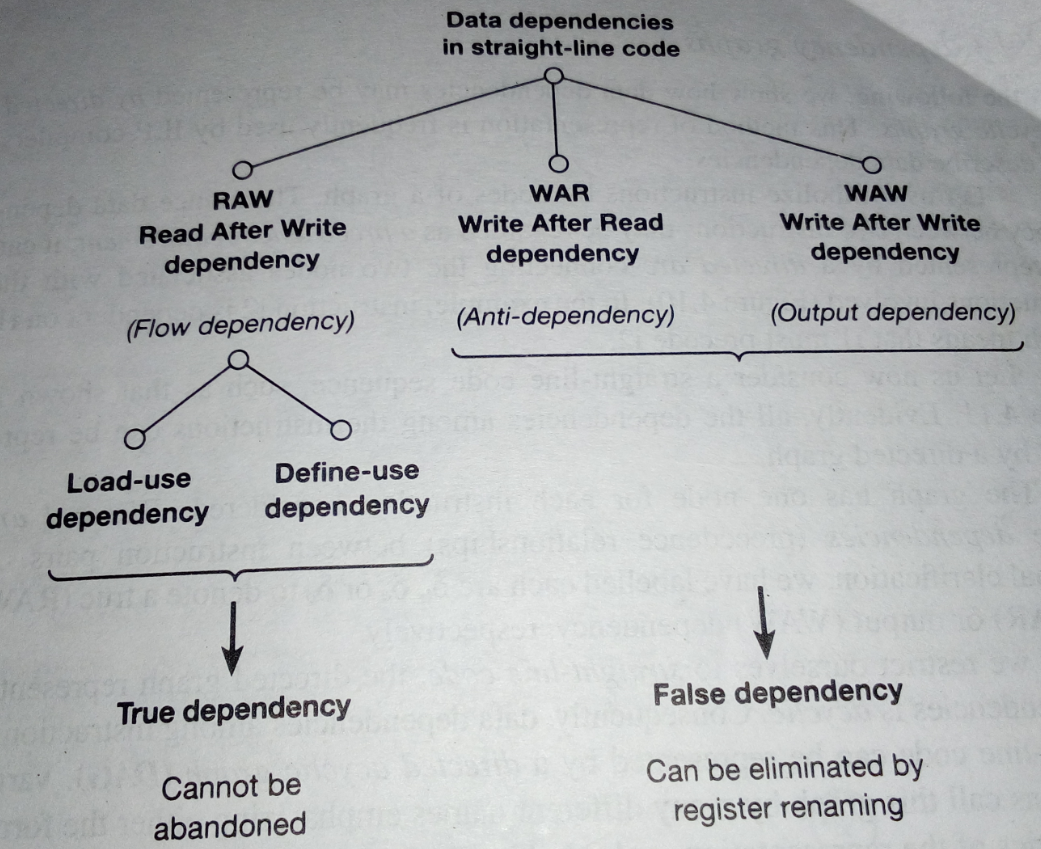 Data dependencies
in straight-line code
RAW
Read After Write
dependency
(Flow dependency)
WAR
Write After Read
dependency
(Anti-dependency)
WAW
Write After Write
dependency
(Output dependency)
Load-use
dependency
Define-use
dependency
True dependency
Cannot be
abandoned
False dependency
Can be eliminated by
register renaming